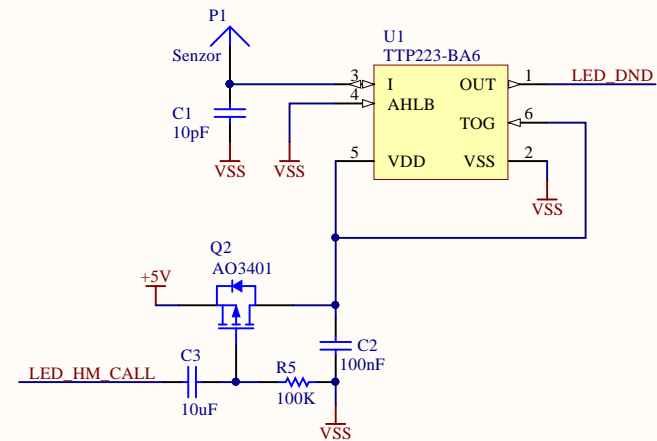 P1
Senzor
C1
10pF
VSS
VSS
U1
TTP223-BA6
3
I
OUT
1
LED_DND
4
AHLB
TOG
6
5
VDD
VSS
2
VSS
Q2
AO3401
+5V
C2
100nF
LED_HM_CALL
C3
10uF
R5
100K
VSS